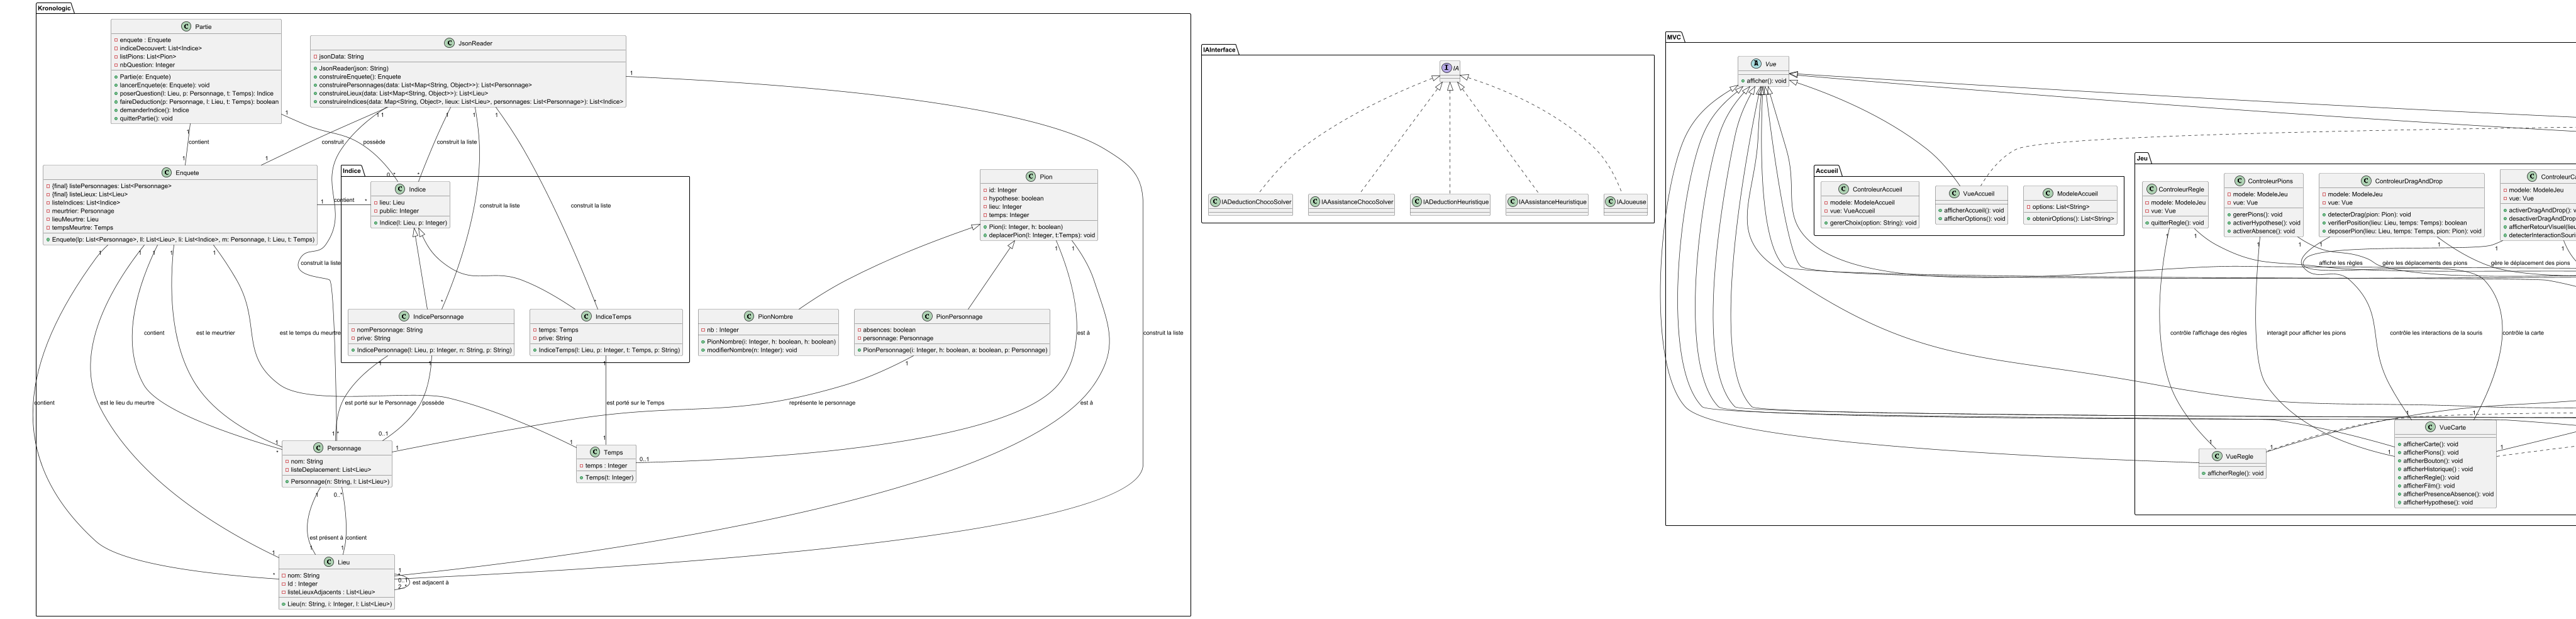 Kronologic
Partie
enquete : Enquete
indiceDecouvert: List<Indice>
listPions: List<Pion>
nbQuestion: Integer
Partie(e: Enquete)
lancerEnquete(e: Enquete): void
poserQuestion(l: Lieu, p: Personnage, t: Temps): Indice
faireDeduction(p: Personnage, l: Lieu, t: Temps): boolean
demanderIndice(): Indice
quitterPartie(): void
JsonReader
jsonData: String
JsonReader(json: String)
construireEnquete(): Enquete
construirePersonnages(data: List<Map<String, Object>>): List<Personnage>
construireLieux(data: List<Map<String, Object>>): List<Lieu>
construireIndices(data: Map<String, Object>, lieux: List<Lieu>, personnages: List<Personnage>): List<Indice>
contient
construit
possède
construit la liste
Enquete
{final} listePersonnages: List<Personnage>
{final} listeLieux: List<Lieu>
listeIndices: List<Indice>
meurtrier: Personnage
lieuMeurtre: Lieu
tempsMeurtre: Temps
Enquete(lp: List<Personnage>, ll: List<Lieu>, li: List<Indice>, m: Personnage, l: Lieu, t: Temps)
contient
Indice
Indice
lieu: Lieu
public: Integer
Indice(l: Lieu, p: Integer)
construit la liste
construit la liste
construit la liste
Pion
id: Integer
hypothese: boolean
lieu: Integer
temps: Integer
Pion(i: Integer, h: boolean)
deplacerPion(l: Integer, t:Temps): void
IndicePersonnage
nomPersonnage: String
prive: String
IndicePersonnage(l: Lieu, p: Integer, n: String, p: String)
IndiceTemps
temps: Temps
prive: String
IndiceTemps(l: Lieu, p: Integer, t: Temps, p: String)
PionNombre
nb : Integer
PionNombre(i: Integer, h: boolean, h: boolean)
modifierNombre(n: Integer): void
PionPersonnage
absences: boolean
personnage: Personnage
PionPersonnage(i: Integer, h: boolean, a: boolean, p: Personnage)
contient
est le meurtrier
est le temps du meurtre
est à
construit la liste
contient
est le lieu du meurtre
est porté sur le Personnage
possède
est porté sur le Temps
représente le personnage
est à
Personnage
nom: String
listeDeplacement: List<Lieu>
Personnage(n: String, l: List<Lieu>)
Temps
temps : Integer
Temps(t: Integer)
est présent à
contient
Lieu
nom: String
Id : Integer
listeLieuxAdjacents : List<Lieu>
Lieu(n: String, i: Integer, l: List<Lieu>)
est adjacent à
IAInterface
IA
IADeductionChocoSolver
IAAssistanceChocoSolver
IADeductionHeuristique
IAAssistanceHeuristique
IAJoueuse
MVC
Vue
afficher(): void
Accueil
ControleurAccueil
modele: ModeleAccueil
vue: VueAccueil
gererChoix(option: String): void
VueAccueil
afficherAccueil(): void
afficherOptions(): void
ModeleAccueil
options: List<String>
obtenirOptions(): List<String>
Jeu
ControleurRegle
modele: ModeleJeu
vue: Vue
quitterRegle(): void
ControleurPions
modele: ModeleJeu
vue: Vue
gererPions(): void
activerHypothese(): void
activerAbsence(): void
ControleurDragAndDrop
modele: ModeleJeu
vue: Vue
detecterDrag(pion: Pion): void
verifierPosition(lieu: Lieu, temps: Temps): boolean
deposerPion(lieu: Lieu, temps: Temps, pion: Pion): void
ControleurCa
modele: ModeleJeu
vue: Vue
activerDragAndDrop(): v
desactiverDragAndDrop
afficherRetourVisuel(lieu
detecterInteractionSouri
affiche les règles
gère les déplacements des pions
gère le déplacement des pions
contrôle l'affichage des règles
interagit pour afficher les pions
contrôle les interactions de la souris
contrôle la carte
VueRegle
afficherRegle(): void
VueCarte
afficherCarte(): void
afficherPions(): void
afficherBouton(): void
afficherHistorique() : void
afficherRegle(): void
afficherFilm(): void
afficherPresenceAbsence(): void
afficherHypothese(): void